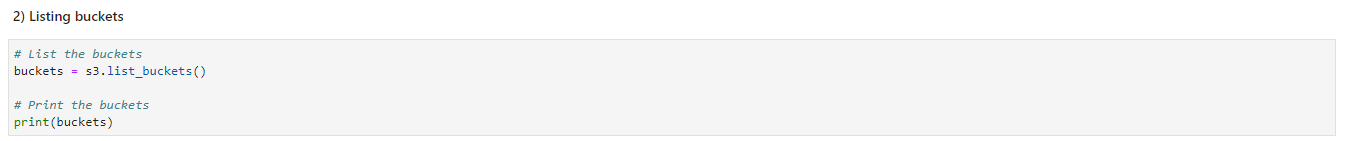 2) Listing buckets
# List the buckets
buckets = s3.list_buckets()
# Print the buckets
print(buckets)